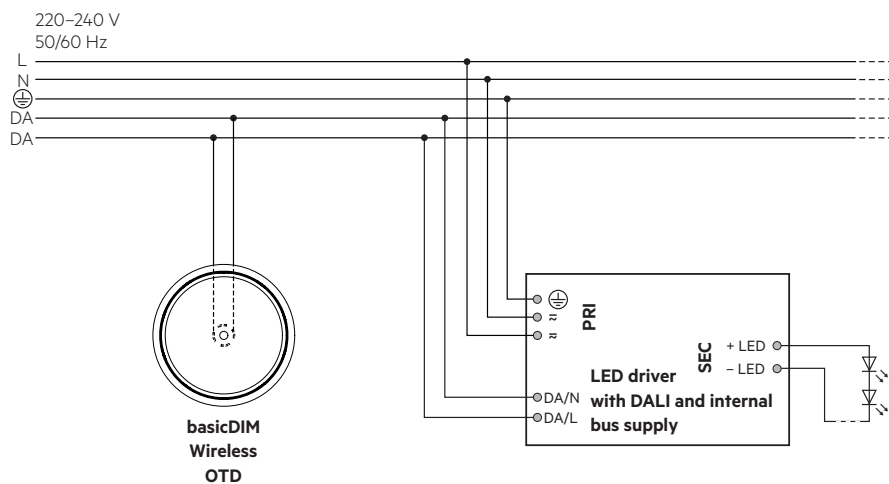 220–240 V
50/60 Hz
L
N
DA
DA
PRI
SEC
+ LED
– LED
LED driver
with DALI and internal
bus supply
DA/N
DA/L
basicDIM
Wireless
OTD